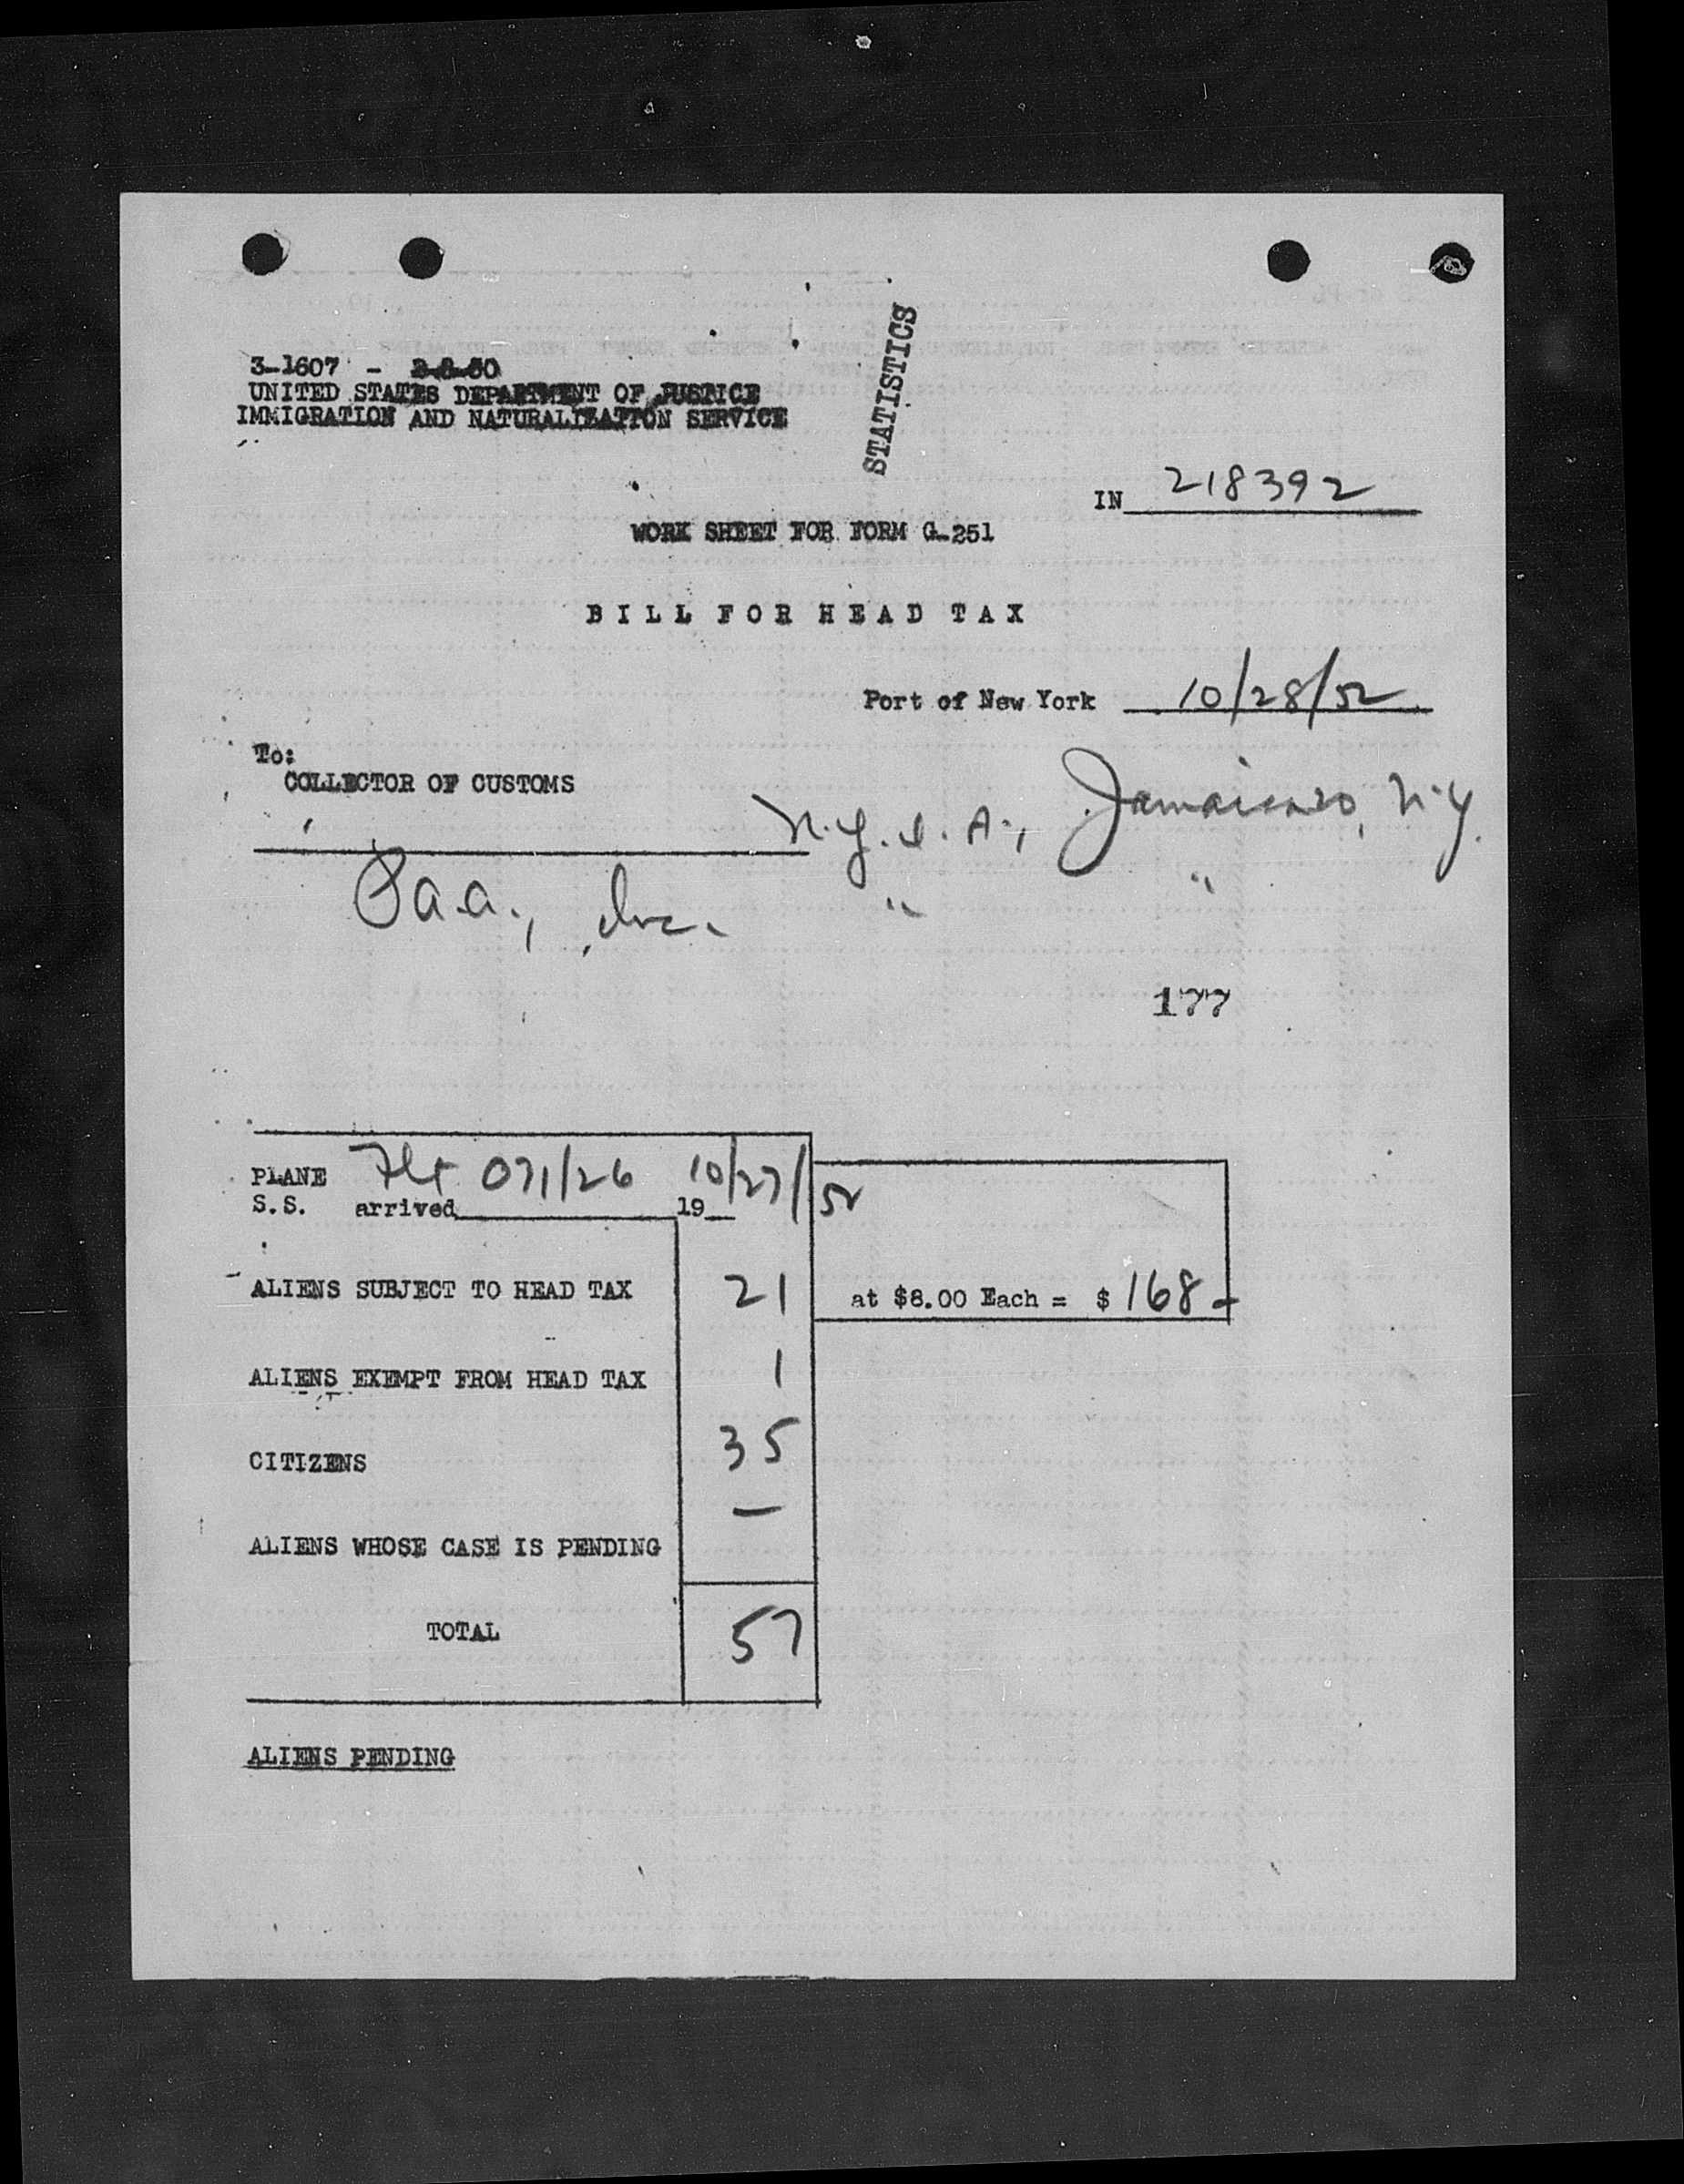 3-1607 - 2-8-50
UNITED STATES DEPARTMENT OF JUSTICE
IMMIGRATION AND NATURALIZATION SERVICE
STATISTICS
IN 218392
WORK SHEET FOR FORM G-251
BILL FOR HEAD TAX
Port of New York 10/28/52
To:
COLLECTOR OF CUSTOMS
N.Y.I.A., Jamaica, N.Y.
P.a.a., Inc. " "
177
PLANE Flt 071/26 10/27/52
S.S. arrived 19
ALIENS SUBJECT TO HEAD TAX 21 at $8.00 Each = $ 168-
ALIENS EXEMPT FROM HEAD TAX 1
CITIZENS 35
ALIENS WHOSE CASE IS PENDING —
TOTAL 57
ALIENS PENDING